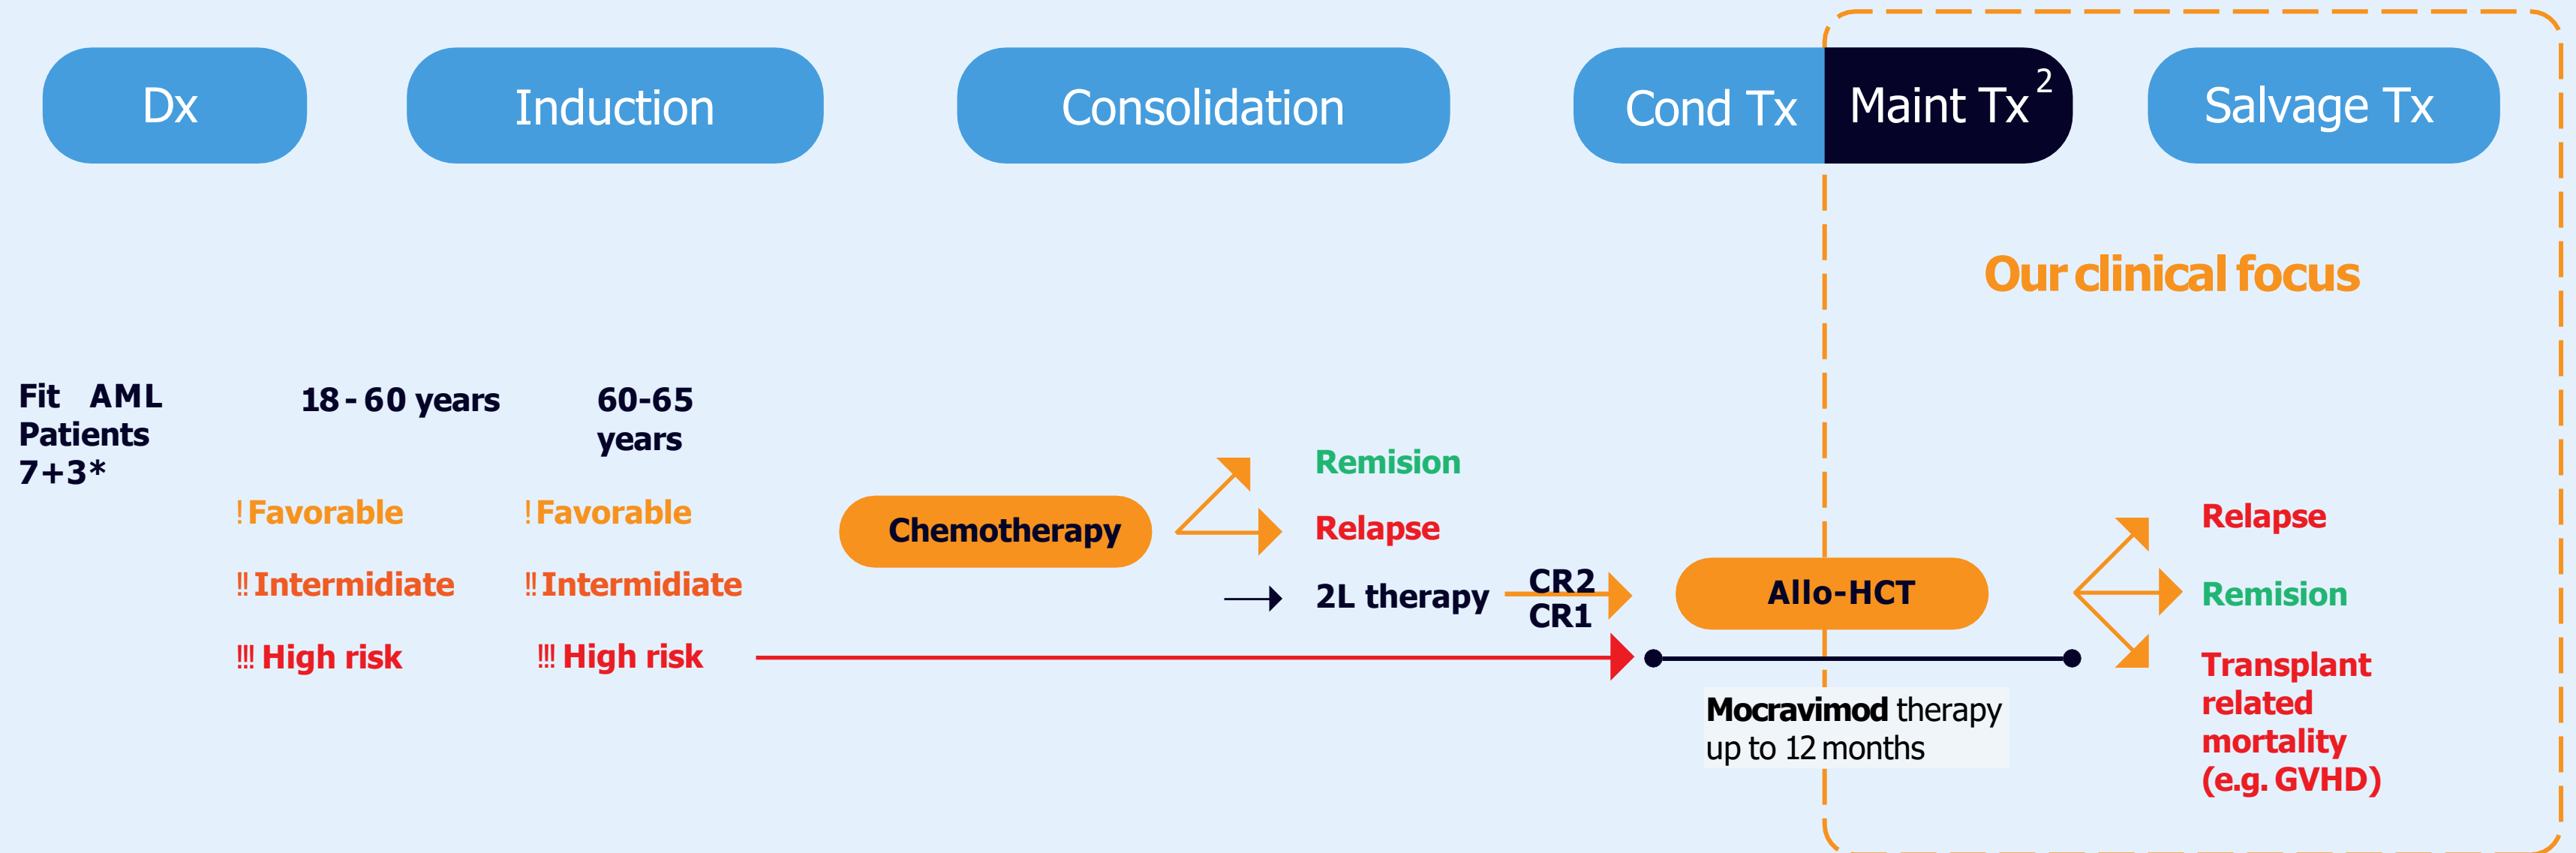 Dx
Induction
Consolidation
Cond Tx
Maint Tx²
Salvage Tx
Our clinical focus
Fit AML
Patients
7+3*
18-60 years
60-65
years
! Favorable
!! Intermidiate
!!! High risk
! Favorable
!! Intermidiate
!!! High risk
Chemotherapy
Remision
Relapse
2L therapy
CR2
CR1
Allo-HCT
Mocravimod therapy
up to 12 months
Relapse
Remision
Transplant
related
mortality
(e.g. GVHD)